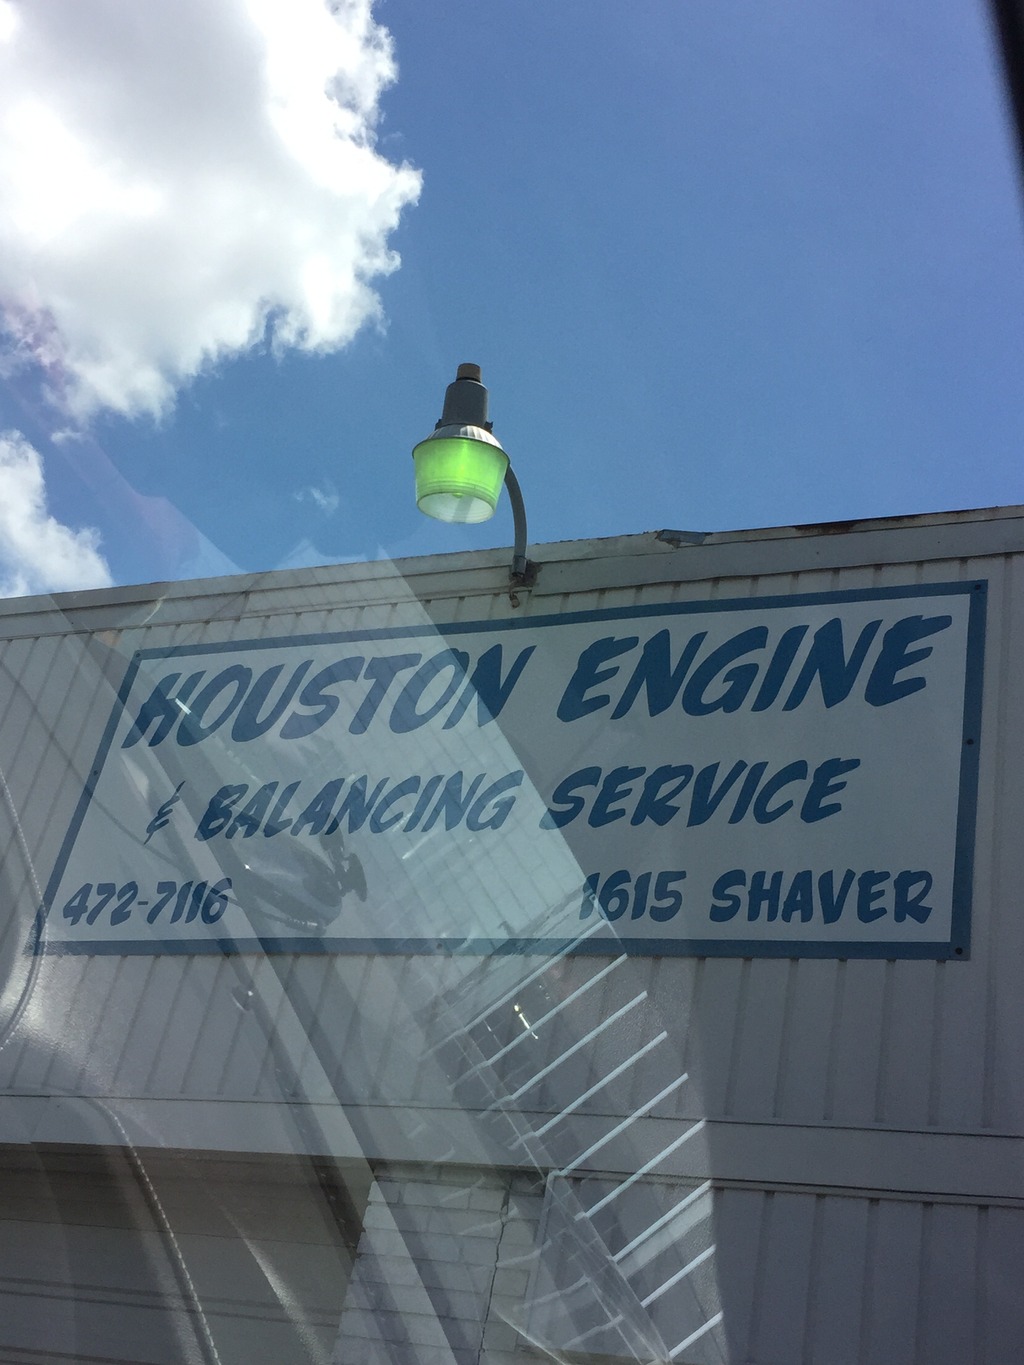 HOUSTON ENGINE
& BALANCING SERVICE
472-7116 1615 SHAVER